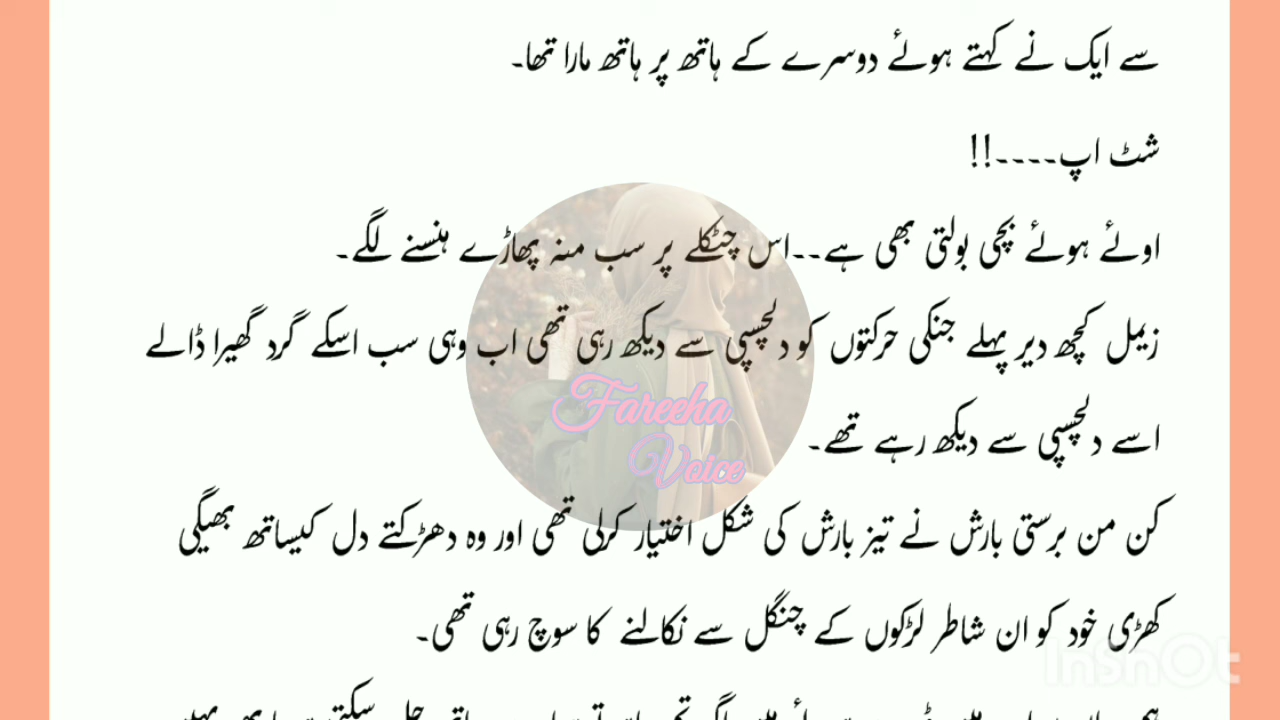 سے ایک نے کہتے ہوئے دوسرے کے ہاتھ پر ہاتھ مارا تھا۔
شٹ اپ۔۔۔۔!!
اوئے ہوئے بچی بولتی بھی ہے۔۔اس چٹکلے پر سب منہ پھاڑے ہنسنے لگے۔
زیمل کچھ دیر پہلے جنکی حرکتوں کو دلچسپی سے دیکھ رہی تھی اب وہی سب اسکے گرد گھیرا ڈالے
اسے دلچسپی سے دیکھ رہے تھے۔
Fareeha
Voice
کن من برستی بارش نے تیز بارش کی شکل اختیار کرلی تھی اور وہ دھڑکتے دل کیساتھ بھیگی
کھڑی خود کو ان شاطر لڑکوں کے چنگل سے نکالنے کا سوچ رہی تھی۔
InShOt